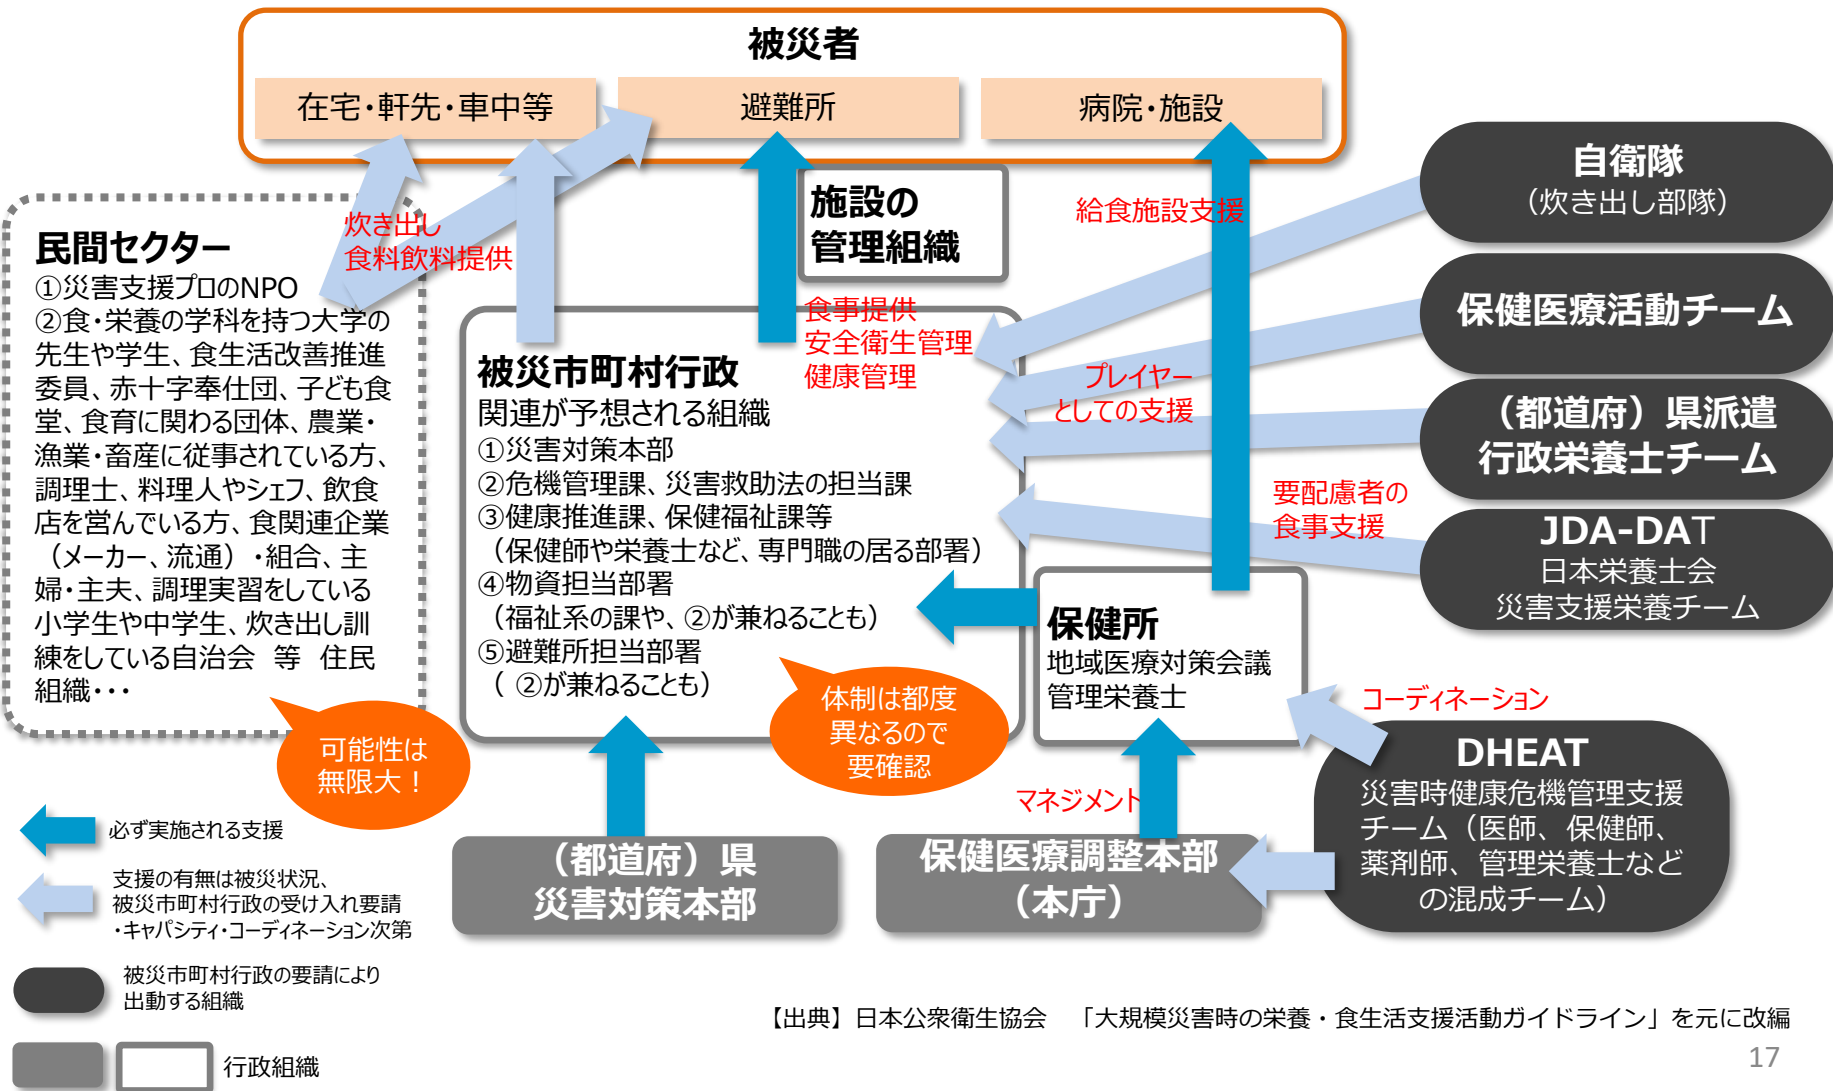 被災者
在宅・軒先・車中等
避難所
病院・施設
施設の
管理組織
給食施設支援
自衛隊
（炊き出し部隊）
保健医療活動チーム
（都道府）県派遣
行政栄養士チーム
JDA-DAT
日本栄養士会
災害支援栄養チーム
民間セクター
①災害支援プロのNPO
②食・栄養の学科を持つ大学の
先生や学生、食生活改善推進
委員、赤十字奉仕団、子ども食
堂、食育に関わる団体、農業・
漁業・畜産に従事されている方、
調理士、料理人やシェフ、飲食
店を営んでいる方、食関連企業
（メーカー、流通）・組合、主
婦・主夫、調理実習をしている
小学生や中学生、炊き出し訓
練をしている自治会　等　住民
組織・・・
炊き出し
食料飲料提供
食事提供
安全衛生管理
健康管理
被災市町村行政
関連が予想される組織
①災害対策本部
②危機管理課、災害救助法の担当課
③健康推進課、保健福祉課等
（保健師や栄養士など、専門職の居る部署）
④物資担当部署
（福祉系の課や、②が兼ねることも）
⑤避難所担当部署
（ ②が兼ねることも）
プレイヤー
としての支援
要配慮者の
食事支援
保健所
地域医療対策会議
管理栄養士
可能性は
無限大！
体制は都度
異なるので
要確認
コーディネーション
マネジメント
DHEAT
災害時健康危機管理支援
チーム（医師、保健師、
薬剤師、管理栄養士など
の混成チーム）
（都道府）県
災害対策本部
保健医療調整本部
（本庁）
必ず実施される支援
支援の有無は被災状況、
被災市町村行政の受け入れ要請
・キャパシティ・コーディネーション次第
被災市町村行政の要請により
出動する組織
行政組織
【出典】日本公衆衛生協会　「大規模災害時の栄養・食生活支援活動ガイドライン」を元に改編
17